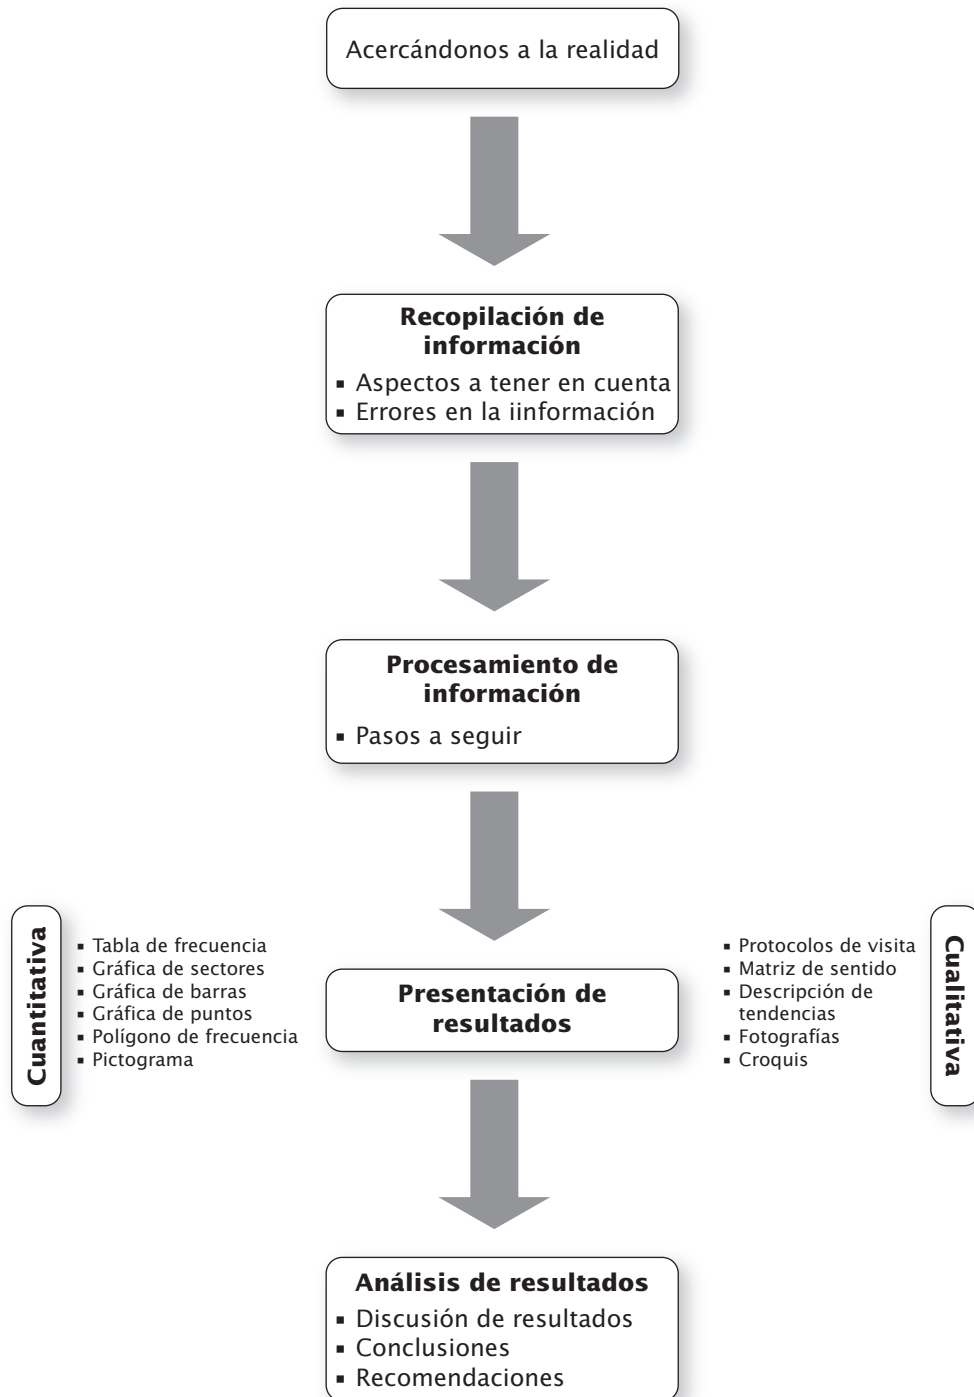 Acercándonos a la realidad
Recopilación de
información
▪ Aspectos a tener en cuenta
▪ Errores en la iinformación
Procesamiento de
información
▪ Pasos a seguir
Cuantitativa
▪ Tabla de frecuencia
▪ Gráfica de sectores
▪ Gráfica de barras
▪ Gráfica de puntos
▪ Polígono de frecuencia
▪ Pictograma
Presentación de
resultados
▪ Protocolos de visita
▪ Matriz de sentido
▪ Descripción de
tendencias
▪ Fotografías
▪ Croquis
Cualitativa
Análisis de resultados
▪ Discusión de resultados
▪ Conclusiones
▪ Recomendaciones